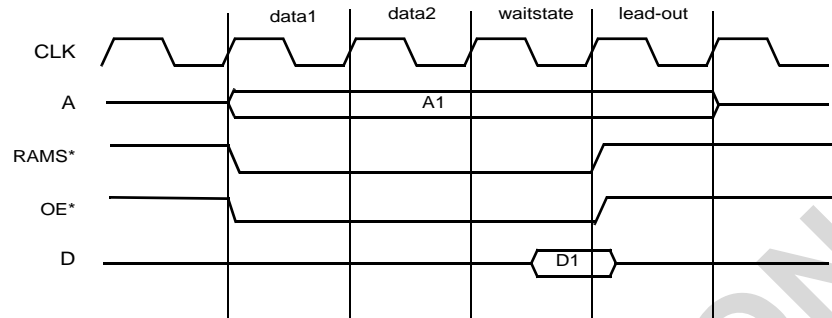 data1 data2 waitstate lead-out
CLK
A A1
RAMS*
OE*
D D1